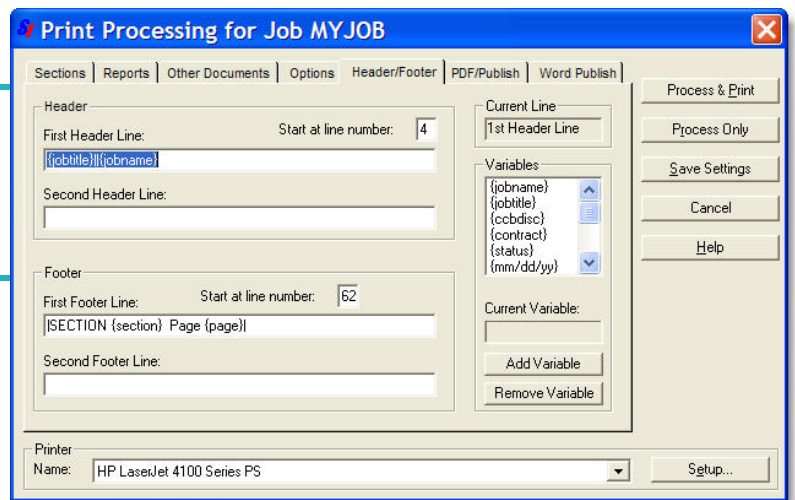 Print Processing for Job MYJOB
Sections Reports Other Documents Options Header/Footer PDF/Publish Word Publish
Header
First Header Line:
Start at line number: 4
{jobtitle}||{jobname}
Second Header Line:
Footer
First Footer Line:
Start at line number: 62
|SECTION {section} Page {page}|
Second Footer Line:
Current Line
1st Header Line
Variables
{jobname}
{jobtitle}
{ccbdisc}
{contract}
{status}
{mm/dd/yy}
Current Variable:
Add Variable
Remove Variable
Process & Print
Process Only
Save Settings
Cancel
Help
Printer
Name: HP LaserJet 4100 Series PS
Setup...